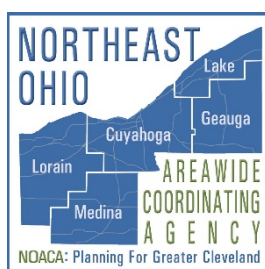 NORTHEAST
OHIO
Lake
Geauga
Cuyahoga
Lorain
Medina
AREAWIDE
COORDINATING
AGENCY
NOACA: Planning For Greater Cleveland